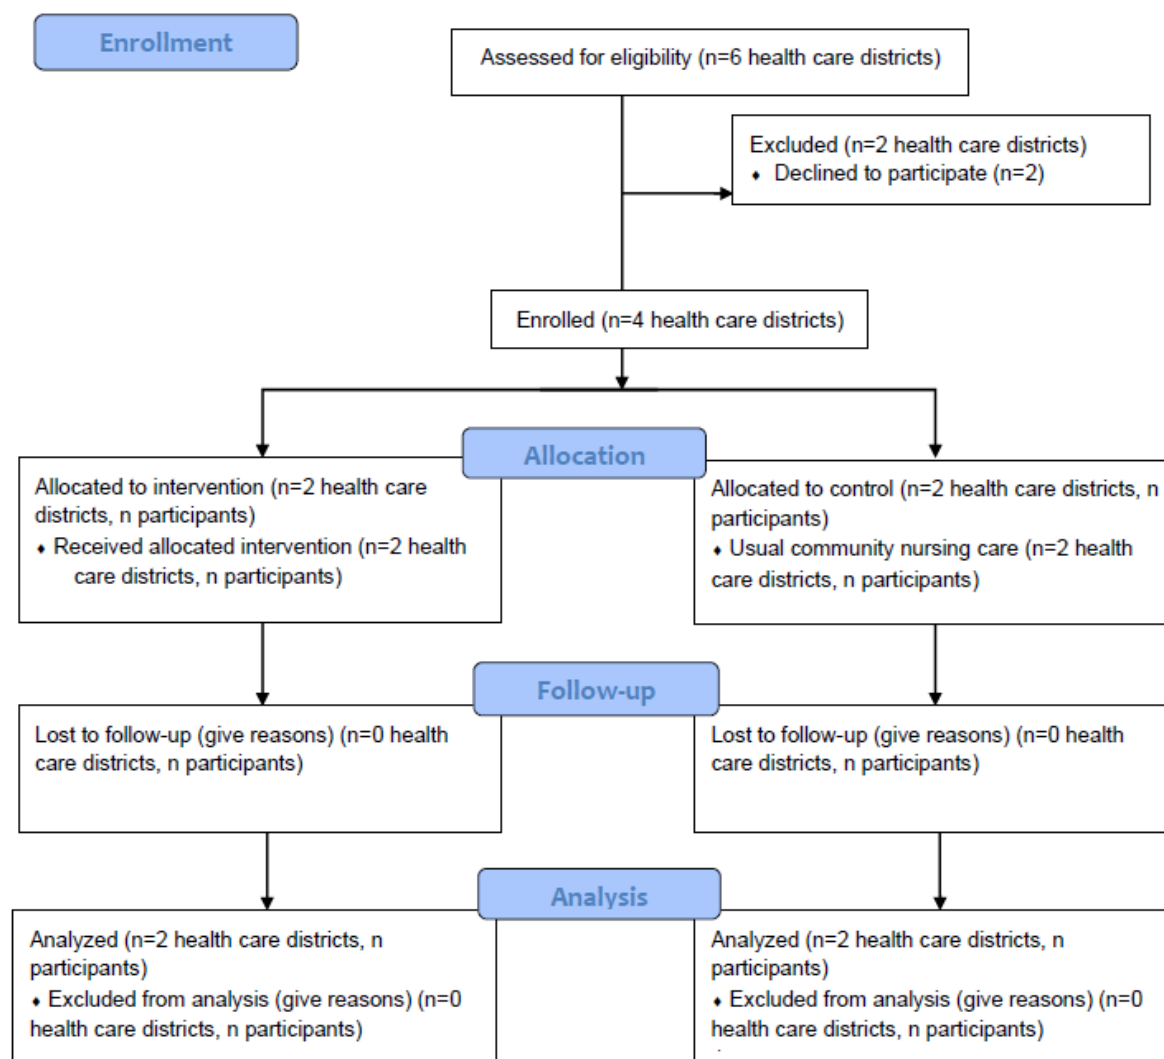 Enrollment
Assessed for eligibility (n=6 health care districts)
Excluded (n=2 health care districts)
⬧ Declined to participate (n=2)
Enrolled (n=4 health care districts)
Allocation
Allocated to intervention (n=2 health care
districts, n participants)
⬧ Received allocated intervention (n=2 health
care districts, n participants)
Allocated to control (n=2 health care districts, n
participants)
⬧ Usual community nursing care (n=2 health
care districts, n participants)
Follow-up
Lost to follow-up (give reasons) (n=0 health
care districts, n participants)
Lost to follow-up (give reasons) (n=0 health
care districts, n participants)
Analysis
Analyzed (n=2 health care districts, n
participants)
⬧ Excluded from analysis (give reasons) (n=0
health care districts, n participants)
Analyzed (n=2 health care districts, n
participants)
⬧ Excluded from analysis (give reasons) (n=0
health care districts, n participants)